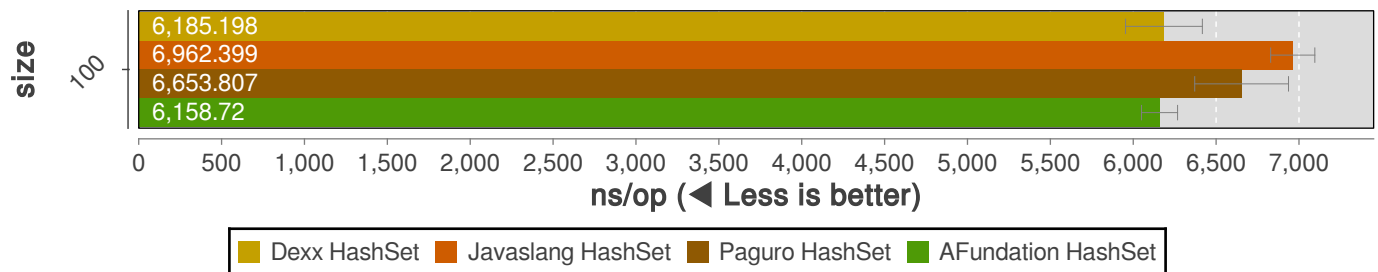 size
100
6,185.198
6,962.399
6,653.807
6,158.72
0 500 1,000 1,500 2,000 2,500 3,000 3,500 4,000 4,500 5,000 5,500 6,000 6,500 7,000
ns/op (◀ Less is better)
Dexx HashSet Javaslang HashSet Paguro HashSet AFundation HashSet